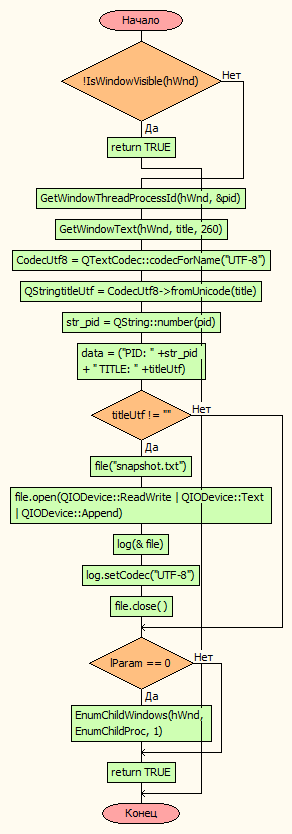 Начало
!IsWindowVisible(hWnd)
Нет
Да
return TRUE
GetWindowThreadProcessId(hWnd, &pid)
GetWindowText(hWnd, title, 260)
CodecUtf8 = QTextCodec::codecForName("UTF-8")
QStringtitleUtf = CodecUtf8->fromUnicode(title)
str_pid = QString::number(pid)
data = ("PID: " +str_pid
+ " TITLE: " +titleUtf)
titleUtf != ""
Нет
Да
file("snapshot.txt")
file.open(QIODevice::ReadWrite | QIODevice::Text
| QIODevice::Append)
log(& file)
log.setCodec("UTF-8")
file.close( )
lParam == 0
Нет
Да
EnumChildWindows(hWnd,
EnumChildProc, 1)
return TRUE
Конец